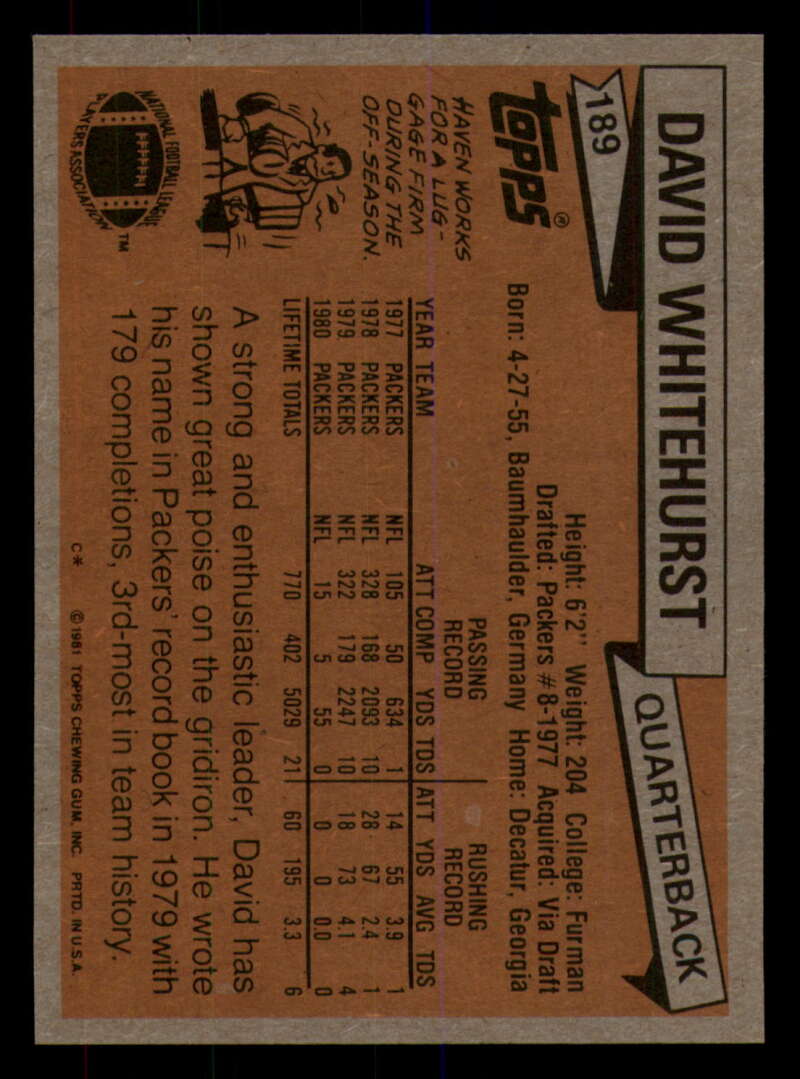 DAVID WHITEHURST
QUARTERBACK
189
topps®
Height: 6'2" Weight: 204 College: Furman
Drafted: Packers #8-1977 Acquired: Via Draft
Born: 4-27-55, Baumhaulder, Germany Home: Decatur, Georgia
HAVEN WORKS
FOR A LUG-
GAGE FIRM
DURING THE
OFF-SEASON.
PASSING RECORD RUSHING RECORD
YEAR TEAM ATT COMP YDS TDS ATT YDS AVG TDS
1977 PACKERS NFL 105 50 634 1 14 55 3.9 1
1978 PACKERS NFL 328 168 2093 10 28 67 2.4 1
1979 PACKERS NFL 322 179 2247 10 18 73 4.1 4
1980 PACKERS NFL 15 5 55 0 0 0 0.0 0
LIFETIME TOTALS 770 402 5029 21 60 195 3.3 6
A strong and enthusiastic leader, David has
shown great poise on the gridiron. He wrote
his name in Packers' record book in 1979 with
179 completions, 3rd-most in team history.
NATIONAL FOOTBALL LEAGUE
PLAYERS ASSOCIATION
TM
C* ©1981 TOPPS CHEWING GUM, INC. PRTD. IN U.S.A.